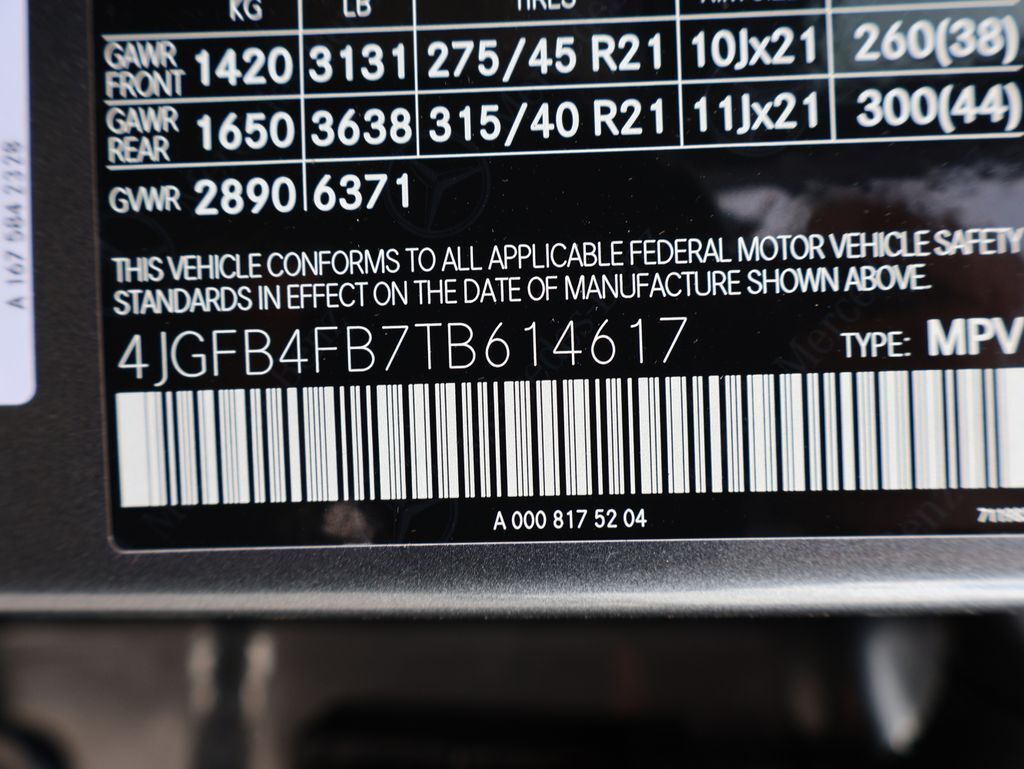 KG LB TIRES
GAWR FRONT 1420 3131 275/45 R21 10Jx21 260(38)
GAWR REAR 1650 3638 315/40 R21 11Jx21 300(44)
GVWR 2890 6371
THIS VEHICLE CONFORMS TO ALL APPLICABLE FEDERAL MOTOR VEHICLE SAFETY
STANDARDS IN EFFECT ON THE DATE OF MANUFACTURE SHOWN ABOVE.
4JGFB4FB7TB614617 TYPE: MPV
A 000 817 52 04
A 167 584 23 28